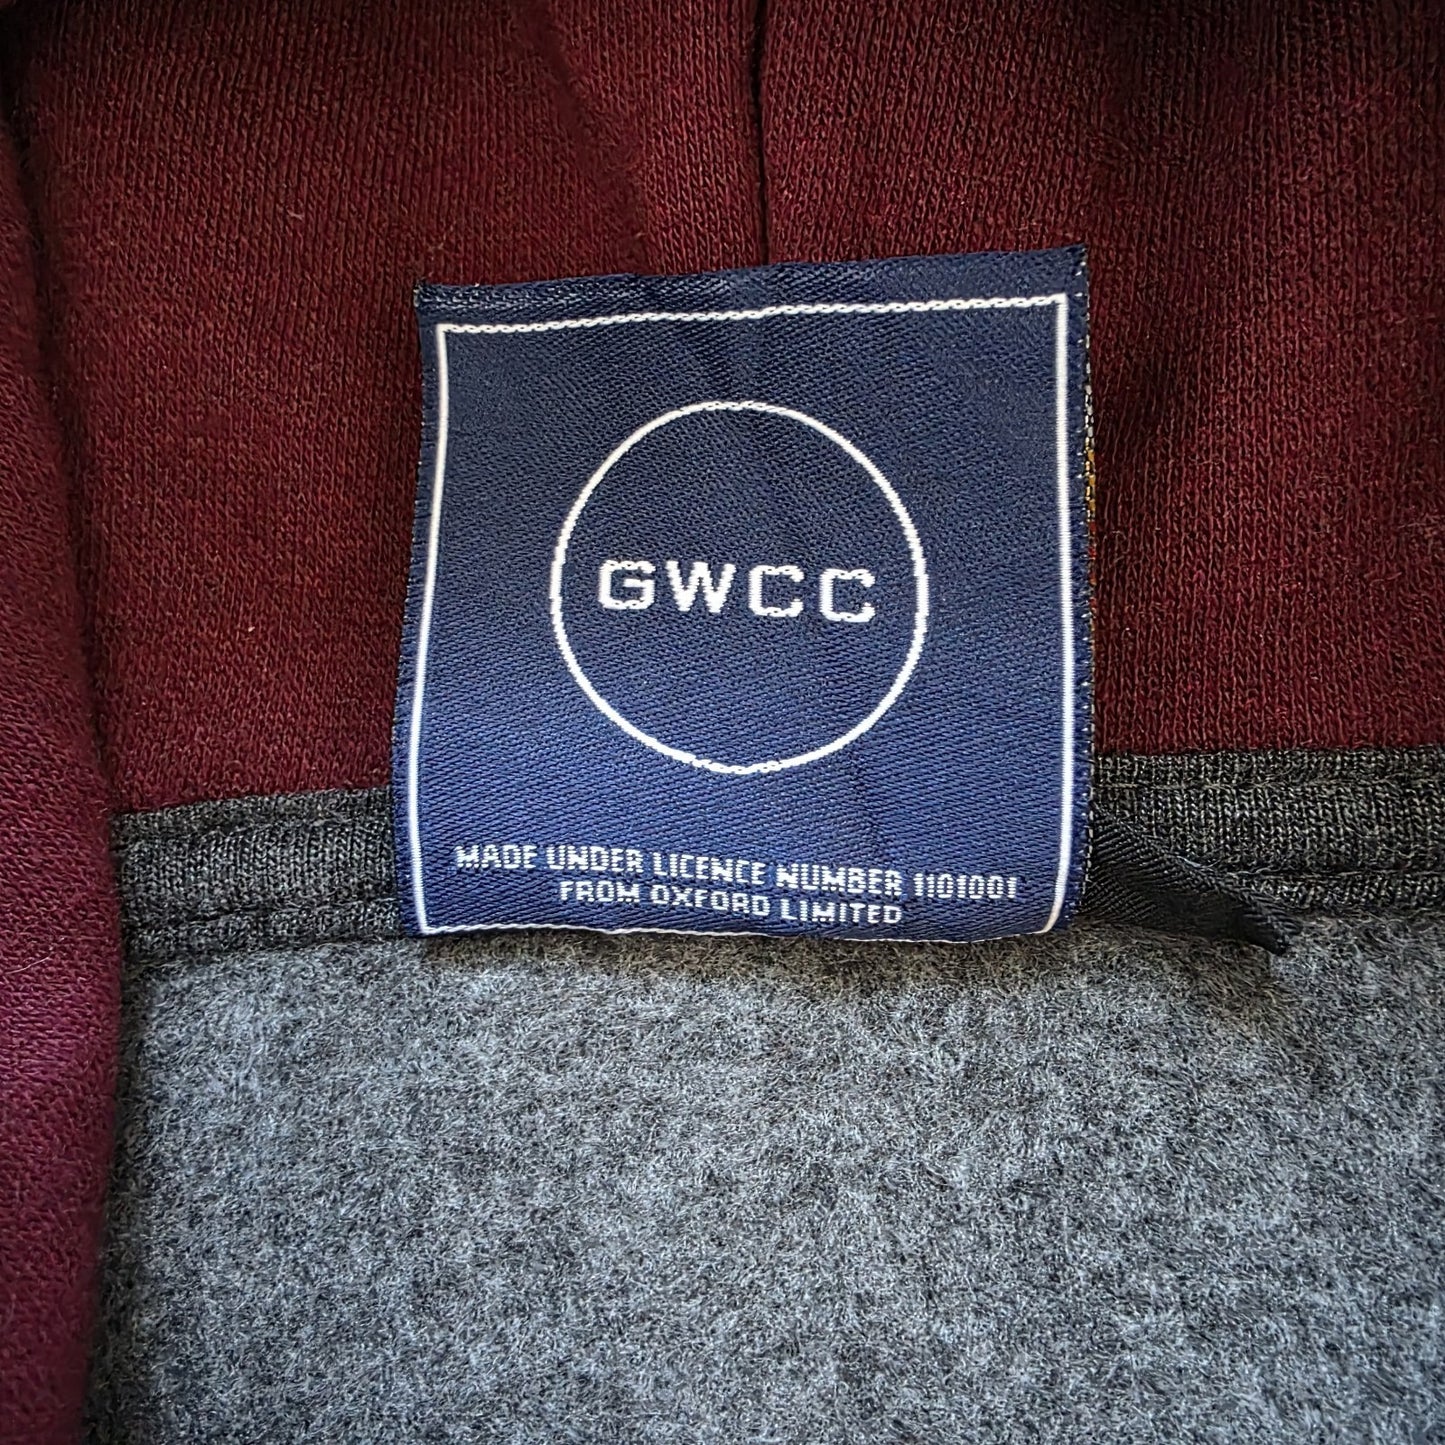 GWCC
MADE UNDER LICENCE NUMBER 1101001
FROM OXFORD LIMITED